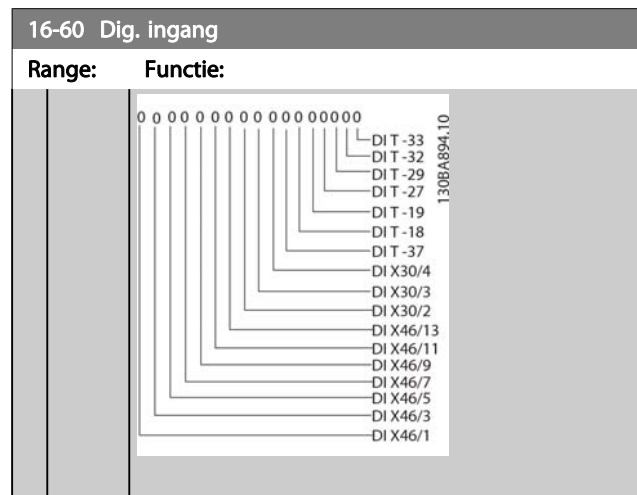 16-60 Dig. ingang
Range: Functie:
0 0 0 0 0 0 0 0 0 0 0 0 0 0 0 0 0
DI T -33
DI T -32
DI T -29
DI T -27
DI T -19
DI T -18
DI T -37
DI X30/4
DI X30/3
DI X30/2
DI X46/13
DI X46/11
DI X46/9
DI X46/7
DI X46/5
DI X46/3
DI X46/1
130BA894.10